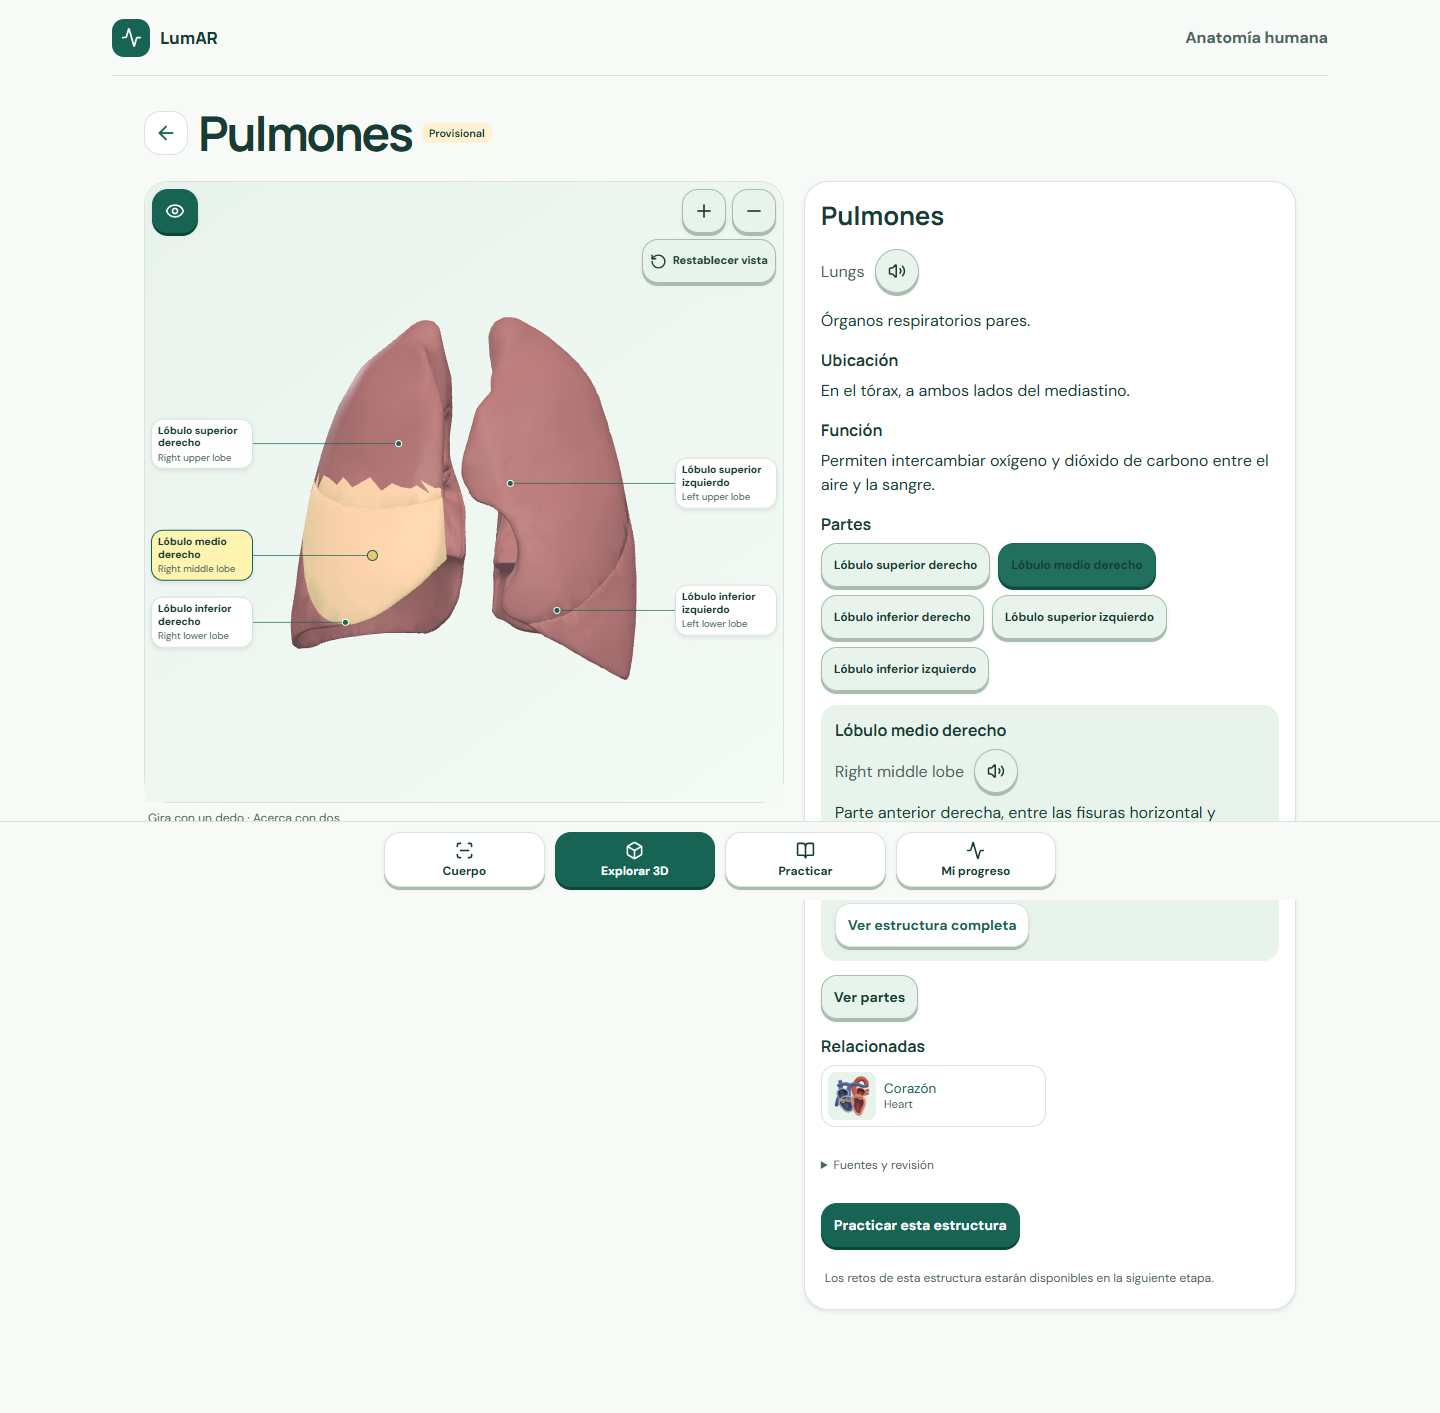 LumAR
Anatomía humana
Pulmones
Provisional
Restablecer vista
Lóbulo superior
derecho
Right upper lobe
Lóbulo superior
izquierdo
Left upper lobe
Lóbulo medio
derecho
Right middle lobe
Lóbulo inferior
derecho
Right lower lobe
Lóbulo inferior
izquierdo
Left lower lobe
Gira con un dedo · Acerca con dos
Pulmones
Lungs
Órganos respiratorios pares.
Ubicación
En el tórax, a ambos lados del mediastino.
Función
Permiten intercambiar oxígeno y dióxido de carbono entre el
aire y la sangre.
Partes
Lóbulo superior derecho
Lóbulo medio derecho
Lóbulo inferior derecho
Lóbulo superior izquierdo
Lóbulo inferior izquierdo
Lóbulo medio derecho
Right middle lobe
Parte anterior derecha, entre las fisuras horizontal y
Cuerpo
Explorar 3D
Practicar
Mi progreso
Ver estructura completa
Ver partes
Relacionadas
Corazón
Heart
Fuentes y revisión
Practicar esta estructura
Los retos de esta estructura estarán disponibles en la siguiente etapa.